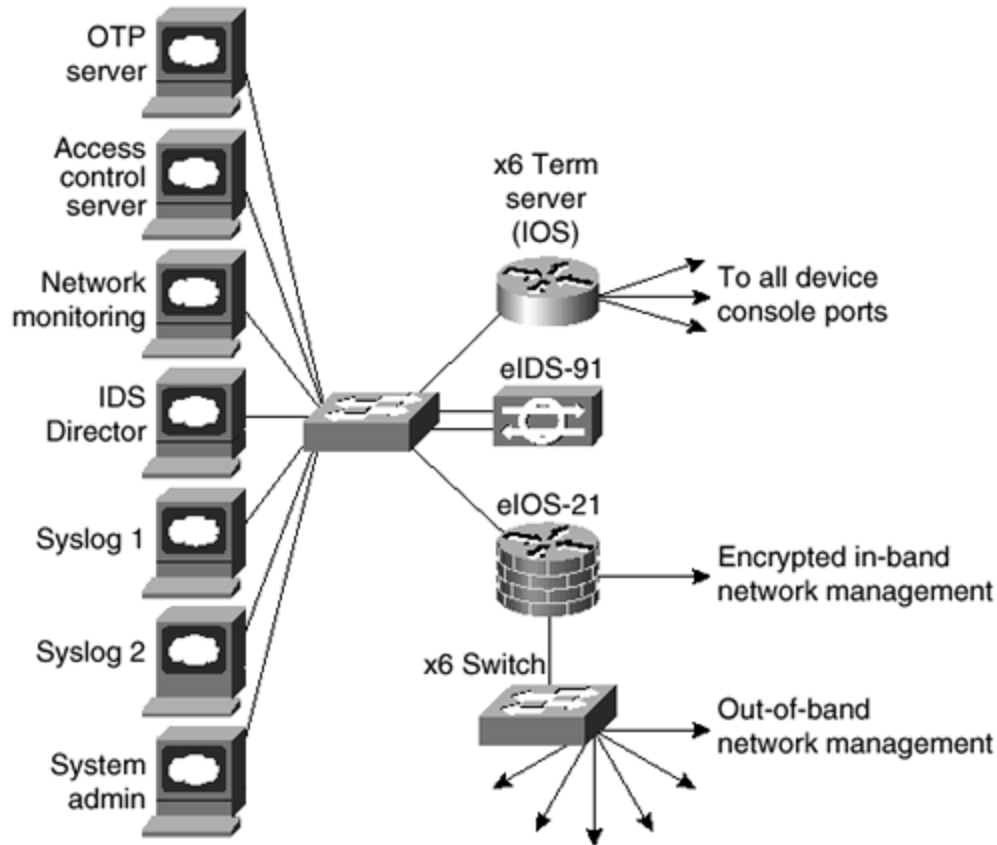 OTP
server
Access
control
server
Network
monitoring
IDS
Director
Syslog 1
Syslog 2
System
admin
x6 Term
server
(IOS)
To all device
console ports
eIDS-91
eIOS-21
Encrypted in-band
network management
x6 Switch
Out-of-band
network management